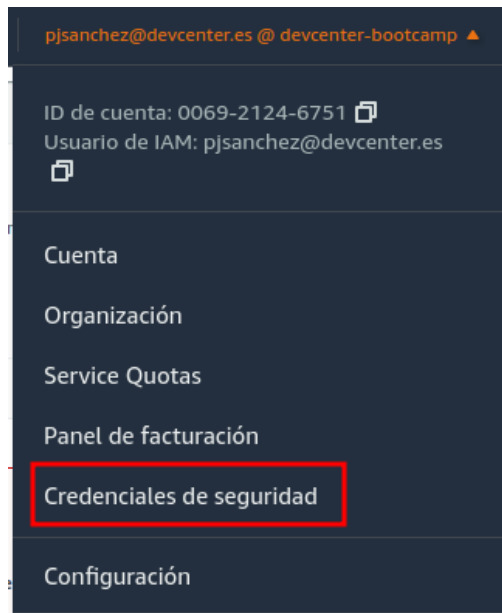 pjsanchez@devcenter.es @ devcenter-bootcamp ▲
ID de cuenta: 0069-2124-6751
Usuario de IAM: pjsanchez@devcenter.es
Cuenta
Organización
Service Quotas
Panel de facturación
Credenciales de seguridad
Configuración